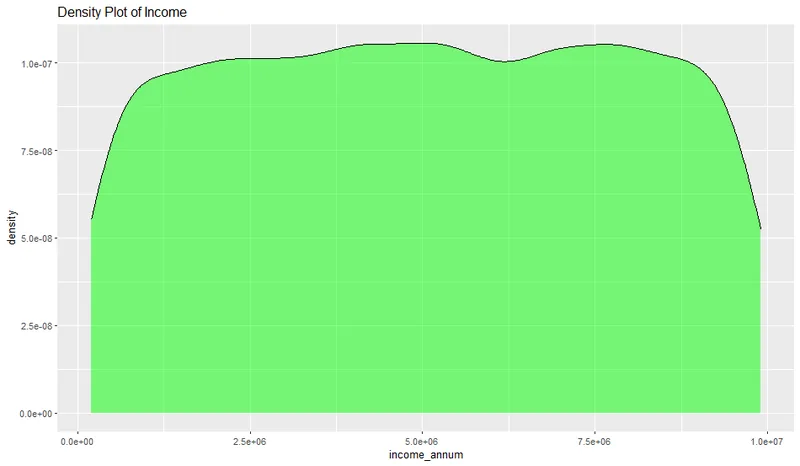 Density Plot of Income
1.0e-07
7.5e-08
5.0e-08
2.5e-08
0.0e+00
density
0.0e+00 2.5e+06 5.0e+06 7.5e+06 1.0e+07
income_annum